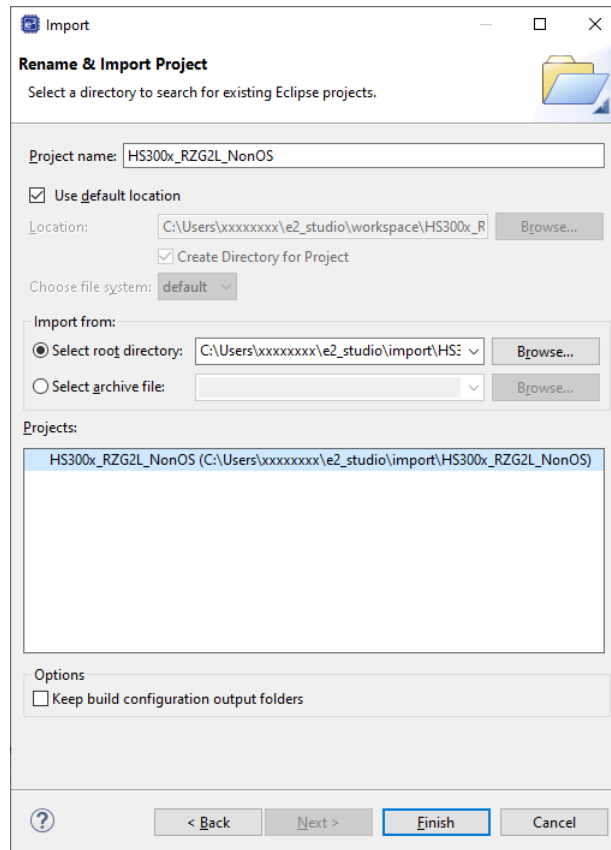 Import
Rename & Import Project
Select a directory to search for existing Eclipse projects.
Project name: HS300x_RZG2L_NonOS
Use default location
Location: C:\Users\xxxxxxxx\e2_studio\workspace\HS300x_R Browse...
Create Directory for Project
Choose file system: default
Import from:
Select root directory: C:\Users\xxxxxxxx\e2_studio\import\HS3 Browse...
Select archive file: Browse...
Projects:
HS300x_RZG2L_NonOS (C:\Users\xxxxxxxx\e2_studio\import\HS300x_RZG2L_NonOS)
Options
Keep build configuration output folders
? < Back Next > Finish Cancel